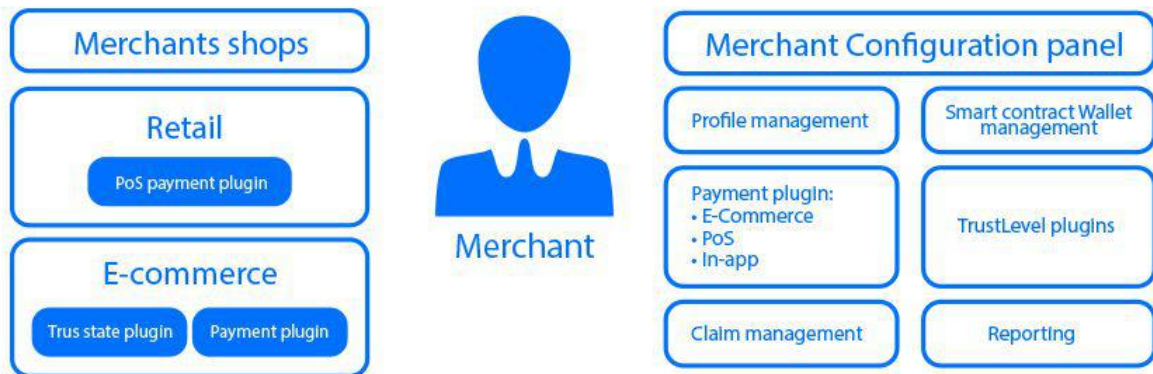 Merchants shops
Retail
PoS payment plugin
E-commerce
Trus state plugin
Payment plugin
Merchant
Merchant Configuration panel
Profile management
Smart contract Wallet
management
Payment plugin:
• E-Commerce
• PoS
• In-app
TrustLevel plugins
Claim management
Reporting